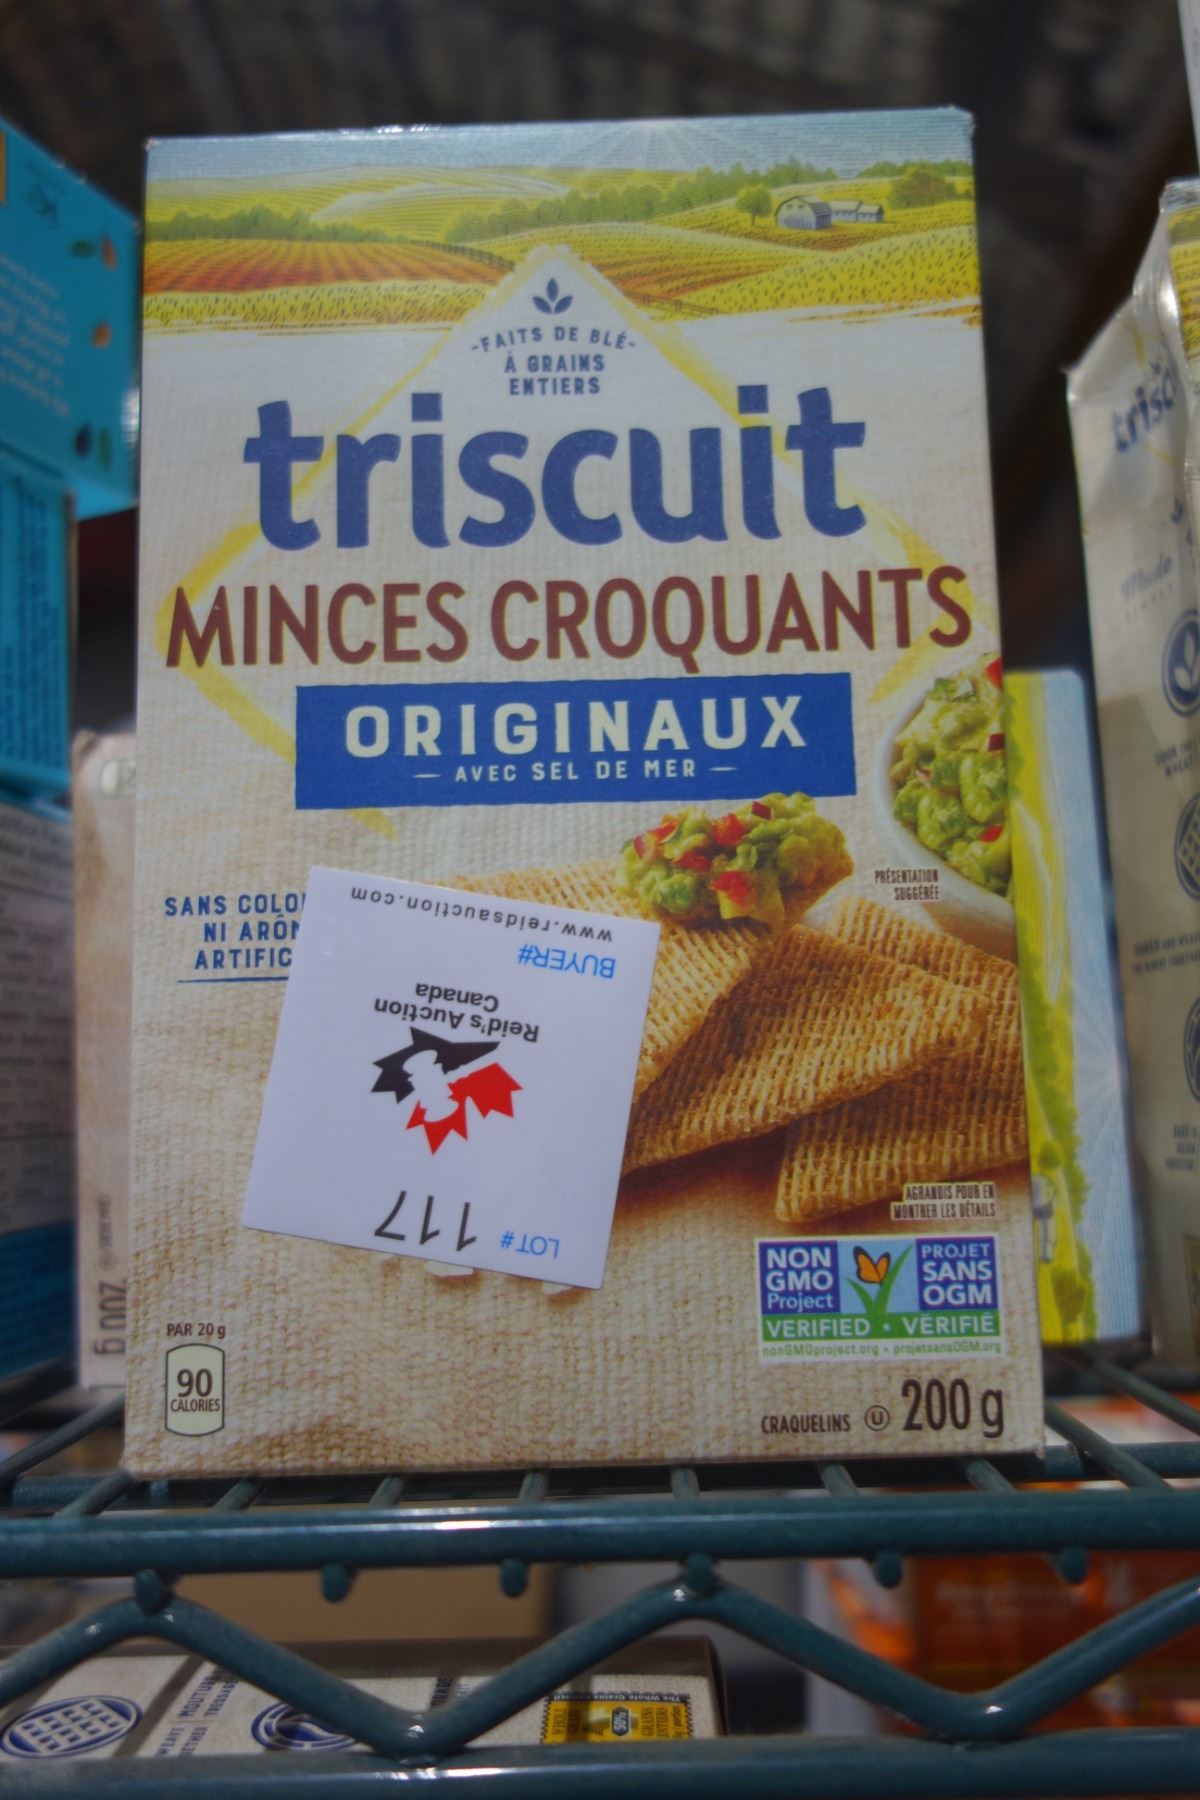 -FAITS DE BLÉ-
À GRAINS
ENTIERS
triscuit
MINCES CROQUANTS
ORIGINAUX
— AVEC SEL DE MER —
PRÉSENTATION
SUGGÉRÉE
SANS COLO
NI ARÔ
ARTIFIC
www.reidsauction.com
BUYER#
Reid's Auction
Canada
LOT# 117
AGRANDIS POUR EN
MONTRER LES DÉTAILS
NON
GMO
Project
VERIFIED
PROJET
SANS
OGM
VÉRIFIÉ
nonGMOproject.org • projetsansOGM.org
PAR 20 g
90
CALORIES
CRAQUELINS U 200 g
200 g
trisc
Made